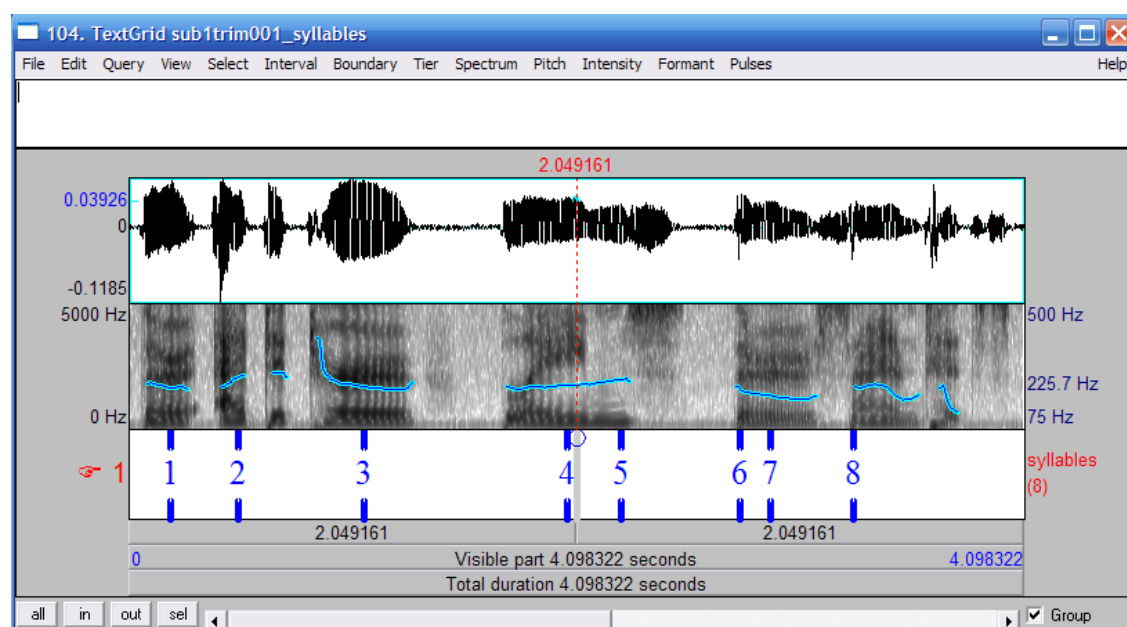 104. TextGrid sub1trim001_syllables
File Edit Query View Select Interval Boundary Tier Spectrum Pitch Intensity Formant Pulses Help
2.049161
0.03926
0
-0.1185
5000 Hz 500 Hz
225.7 Hz
0 Hz 75 Hz
1 1 2 3 4 5 6 7 8 syllables
(8)
2.049161 2.049161
0 Visible part 4.098322 seconds 4.098322
Total duration 4.098322 seconds
all in out sel Group